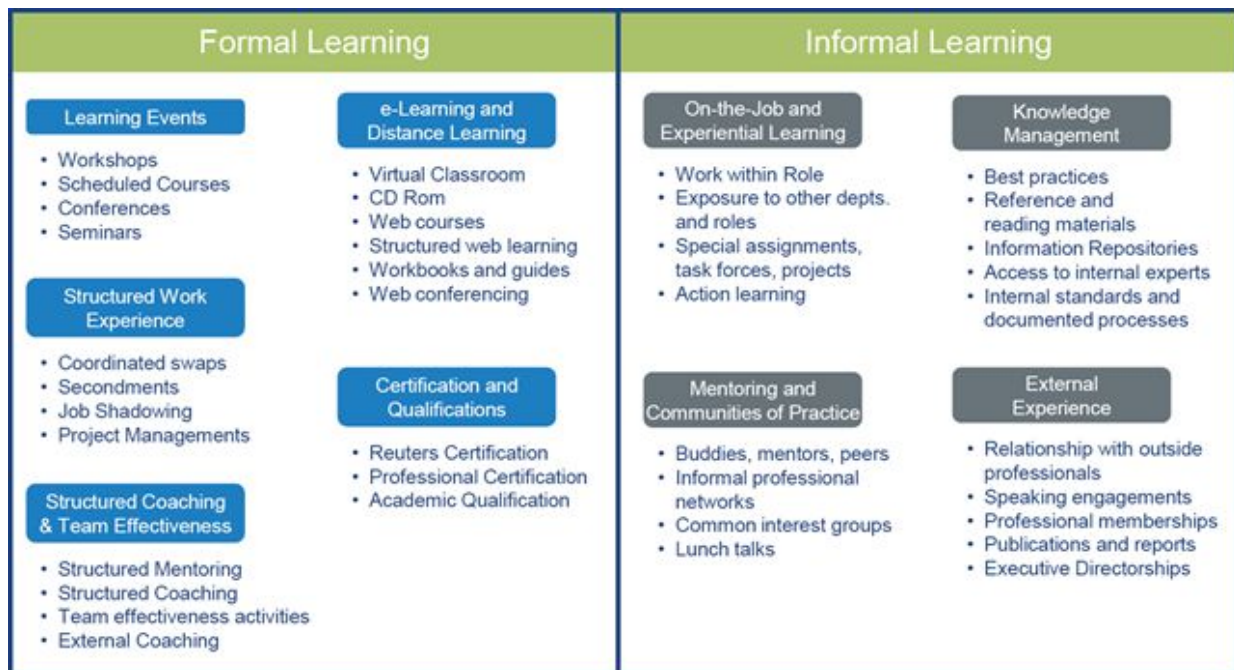 Formal Learning
Learning Events
• Workshops
• Scheduled Courses
• Conferences
• Seminars
Structured Work
Experience
• Coordinated swaps
• Secondments
• Job Shadowing
• Project Managements
Structured Coaching
& Team Effectiveness
• Structured Mentoring
• Structured Coaching
• Team effectiveness activities
• External Coaching
e-Learning and
Distance Learning
• Virtual Classroom
• CD Rom
• Web courses
• Structured web learning
• Workbooks and guides
• Web conferencing
Certification and
Qualifications
• Reuters Certification
• Professional Certification
• Academic Qualification
Informal Learning
On-the-Job and
Experiential Learning
• Work within Role
• Exposure to other depts.
and roles
• Special assignments,
task forces, projects
• Action learning
Mentoring and
Communities of Practice
• Buddies, mentors, peers
• Informal professional
networks
• Common interest groups
• Lunch talks
Knowledge
Management
• Best practices
• Reference and
reading materials
• Information Repositories
• Access to internal experts
• Internal standards and
documented processes
External
Experience
• Relationship with outside
professionals
• Speaking engagements
• Professional memberships
• Publications and reports
• Executive Directorships